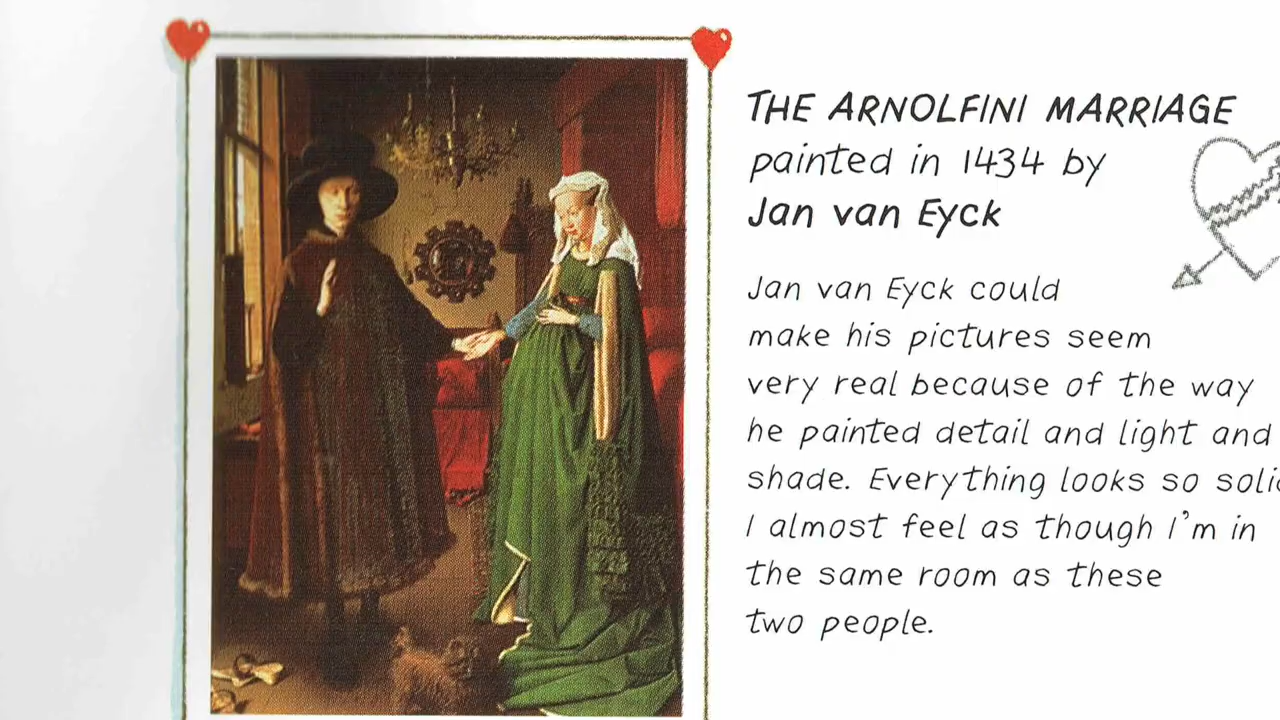 THE ARNOLFINI MARRIAGE
painted in 1434 by
Jan van Eyck
Jan van Eyck could
make his pictures seem
very real because of the way
he painted detail and light and
shade. Everything looks so
I almost feel as though I'm in
the same room as these
two people.